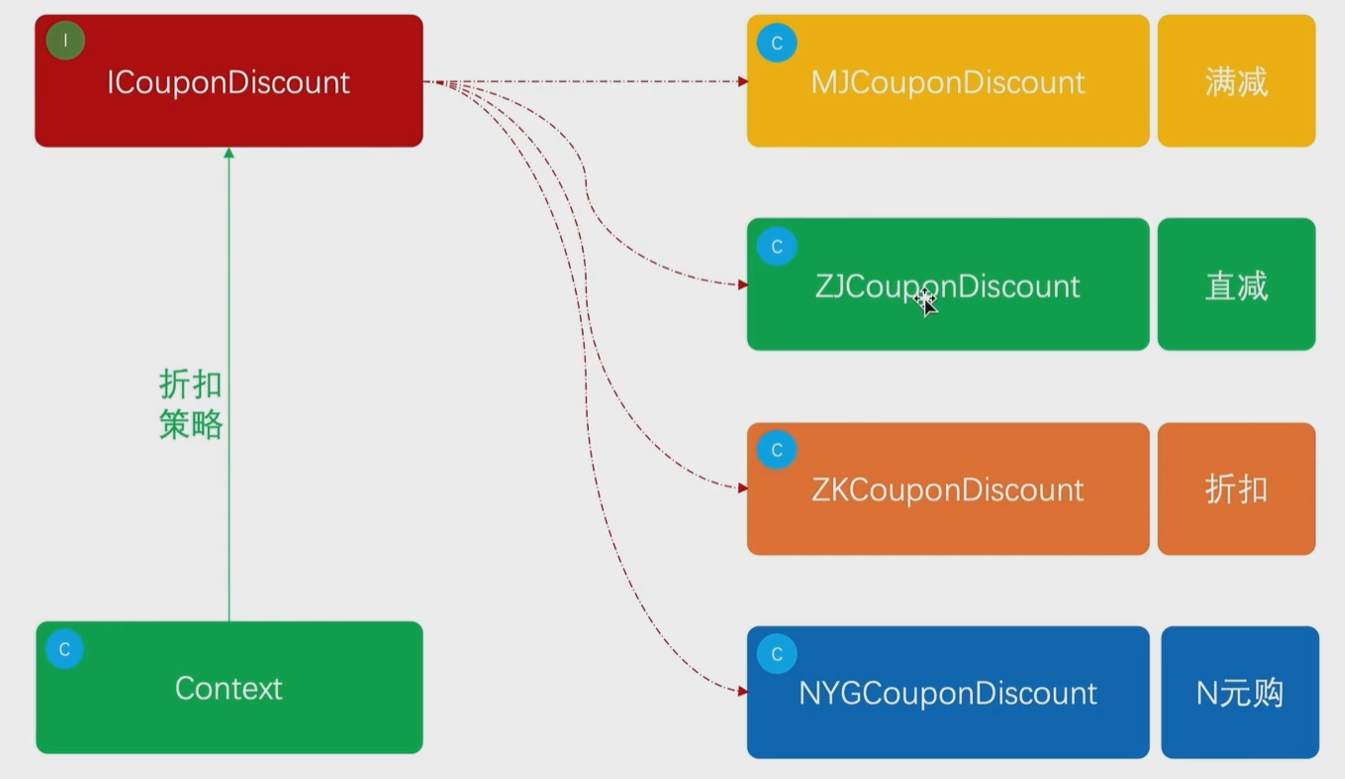 I
ICouponDiscount
C
MJCouponDiscount
满减
C
ZJCouponDiscount
直减
折扣
策略
C
ZKCouponDiscount
折扣
C
Context
C
NYGCouponDiscount
N元购